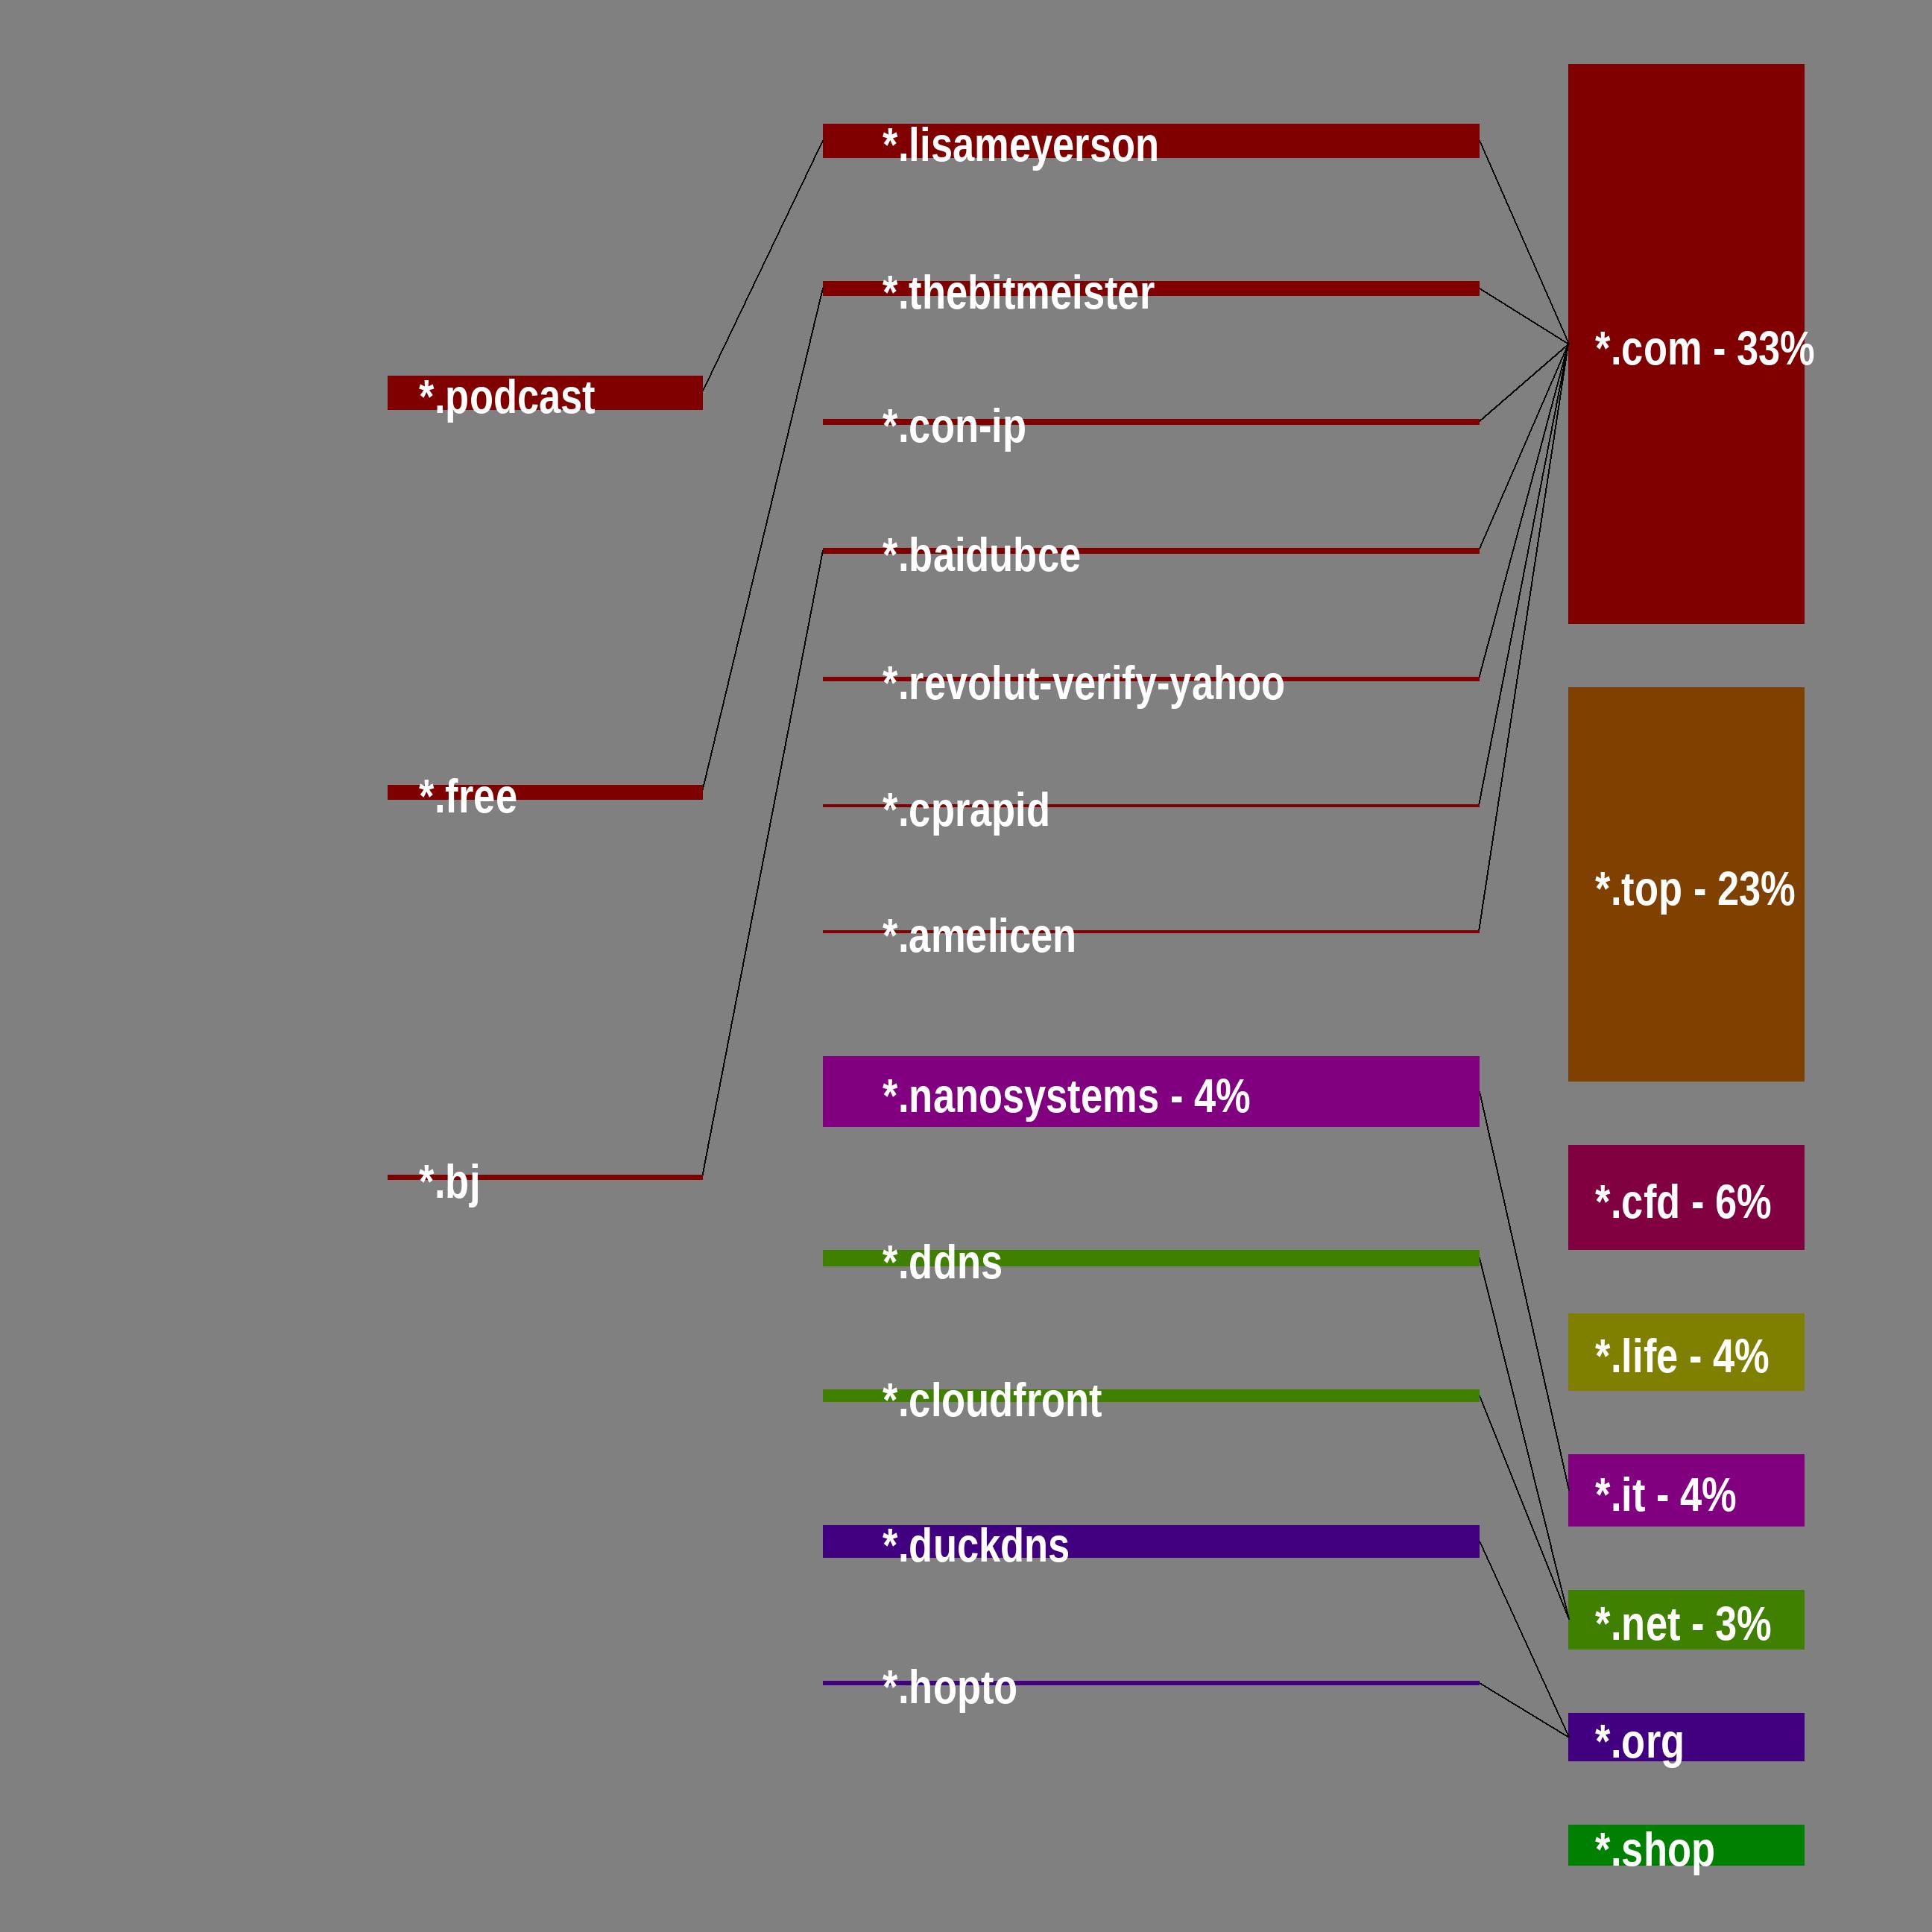 *.podcast
*.free
*.bj
*.lisameyerson
*.thebitmeister
*.con-ip
*.baidubce
*.revolut-verify-yahoo
*.cprapid
*.amelicen
*.nanosystems - 4%
*.ddns
*.cloudfront
*.duckdns
*.hopto
*.com - 33%
*.top - 23%
*.cfd - 6%
*.life - 4%
*.it - 4%
*.net - 3%
*.org
*.shop